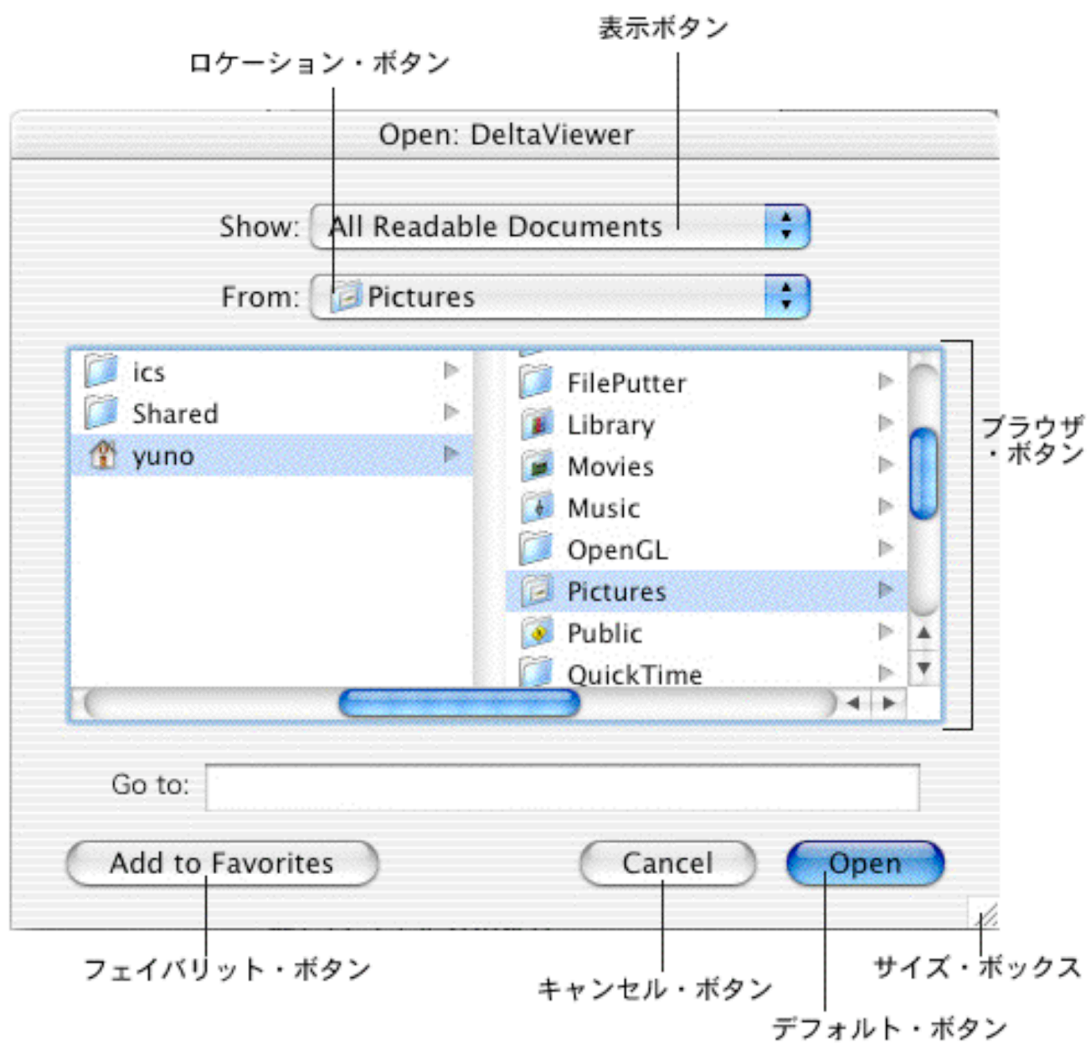 表示ボタン
ロケーション・ボタン
Open: DeltaViewer
Show: All Readable Documents
From: Pictures
ics
Shared
yuno
FilePutter
Library
Movies
Music
OpenGL
Pictures
Public
QuickTime
ブラウザ
・ボタン
Go to:
Add to Favorites
Cancel
Open
フェイバリット・ボタン
キャンセル・ボタン
サイズ・ボックス
デフォルト・ボタン